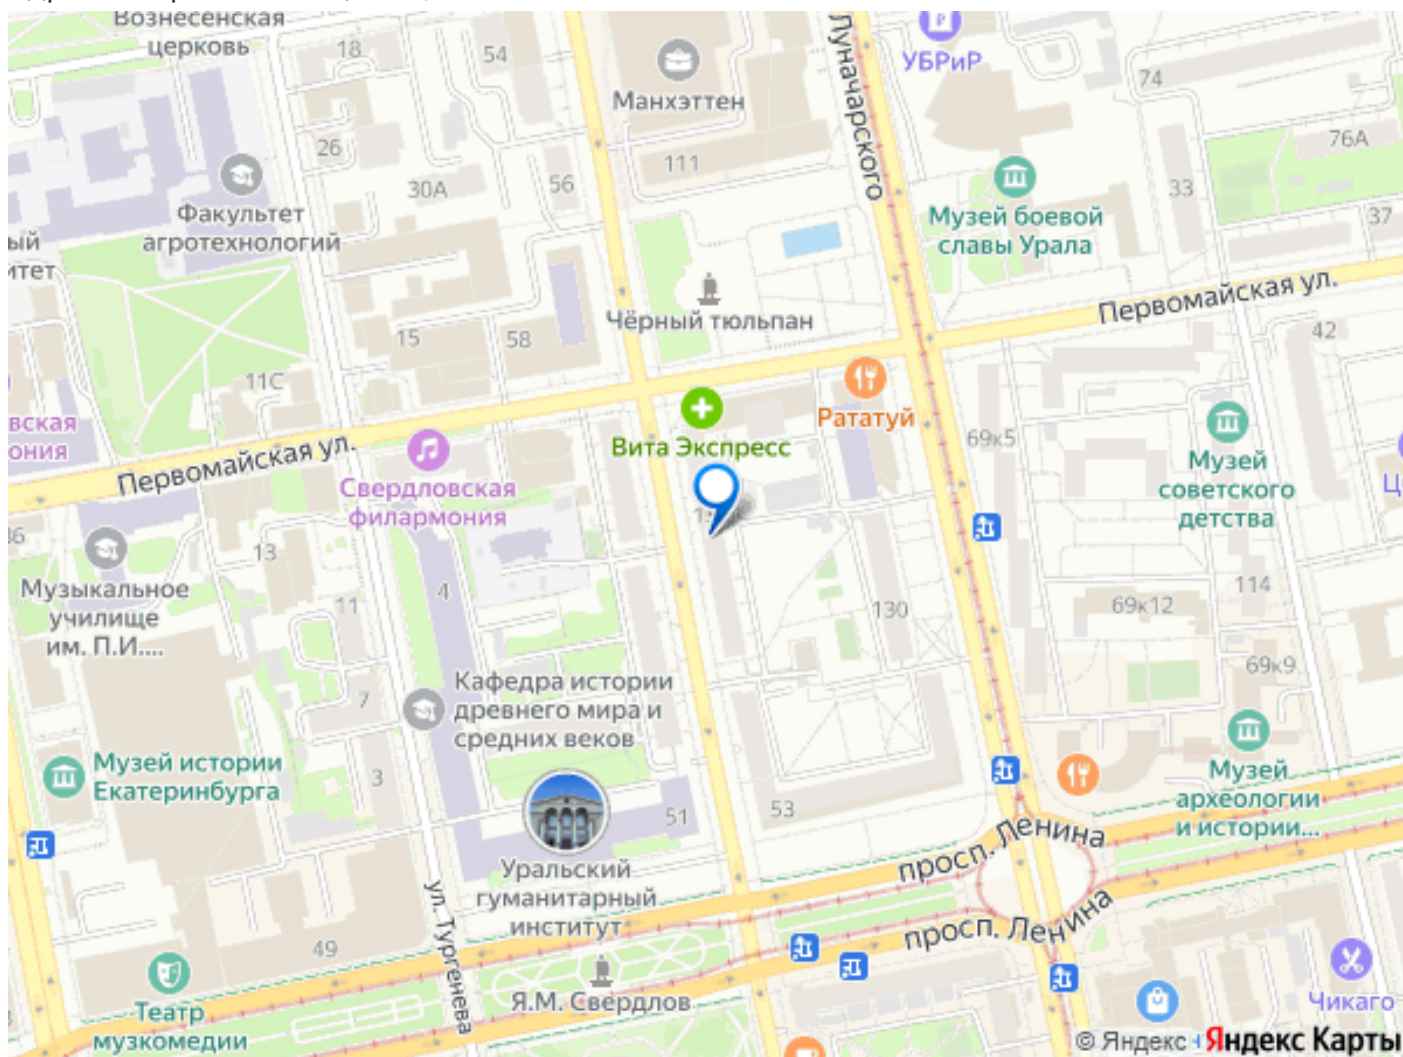 Вознесенская
церковь
18
54
Манхэттен
Луначарского
УБРиР
74
76А
26
30А
56
111
33
37
Факультет
агротехнологий
Музей боевой
славы Урала
ый
итет
Чёрный тюльпан
Первомайская ул.
42
15
58
11С
Рататуй
вская
ония
Первомайская ул.
Вита Экспресс
69к5
Свердловская
филармония
Музей
советского
детства
13
Музыкальное
училище
им. П.И....
11
4
130
69к12
114
69к9
7
Кафедра истории
древнего мира и
средних веков
Музей истории
Екатеринбурга
3
51
53
Музей
археологии
и истории...
просп. Ленина
Уральский
гуманитарный
институт
ул. Тургенева
просп. Ленина
49
Я.М. Свердлов
Театр
музкомедии
Чикаго
© Яндекс Яндекс Карты